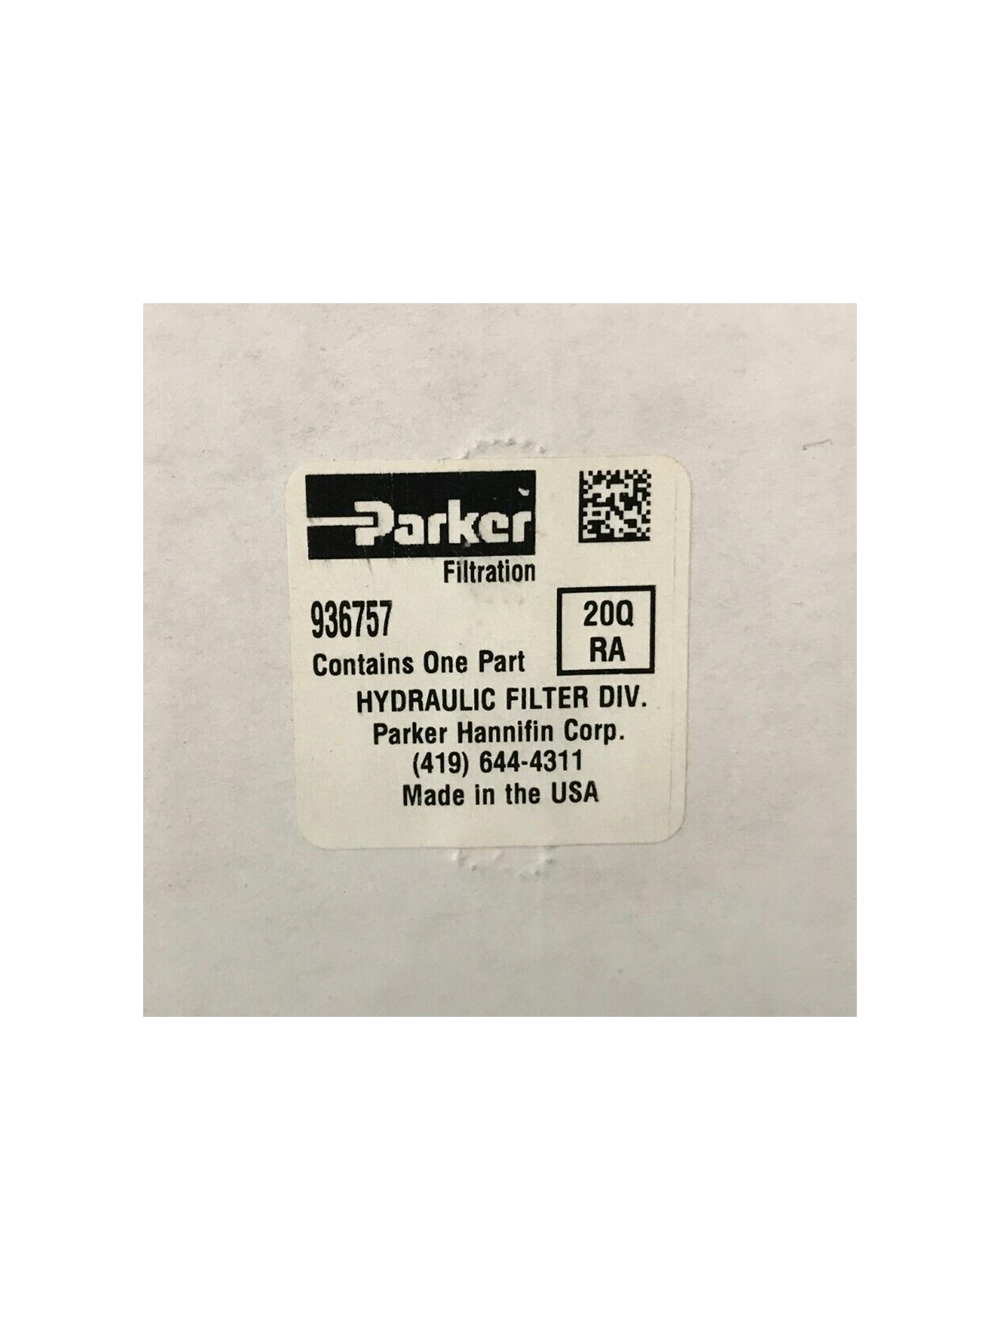 Parker
Filtration
936757
20Q
RA
Contains One Part
HYDRAULIC FILTER DIV.
Parker Hannifin Corp.
(419) 644-4311
Made in the USA